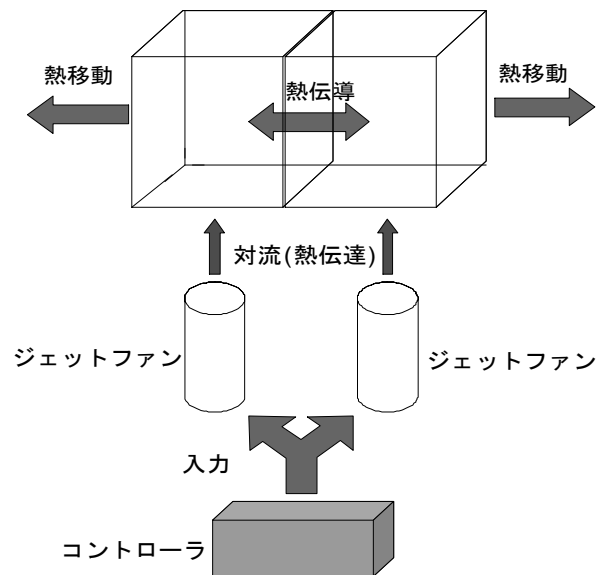 熱移動
熱移動
熱伝導
対流(熱伝達)
ジェットファン
ジェットファン
入力
コントローラ